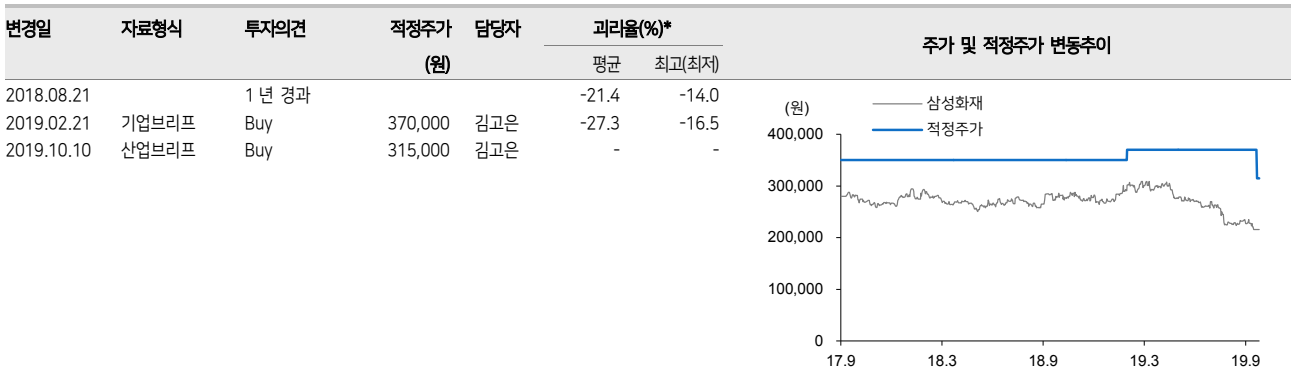 변경일 자료형식 투자의견 적정주가 담당자 괴리율(%)* 주가 및 적정주가 변동추이
(원) 평균 최고(최저)
2018.08.21 1 년 경과 -21.4 -14.0
2019.02.21 기업브리프 Buy 370,000 김고은 -27.3 -16.5
2019.10.10 산업브리프 Buy 315,000 김고은 - -
(원)
삼성화재
적정주가
400,000
300,000
200,000
100,000
0
17.9 18.3 18.9 19.3 19.9